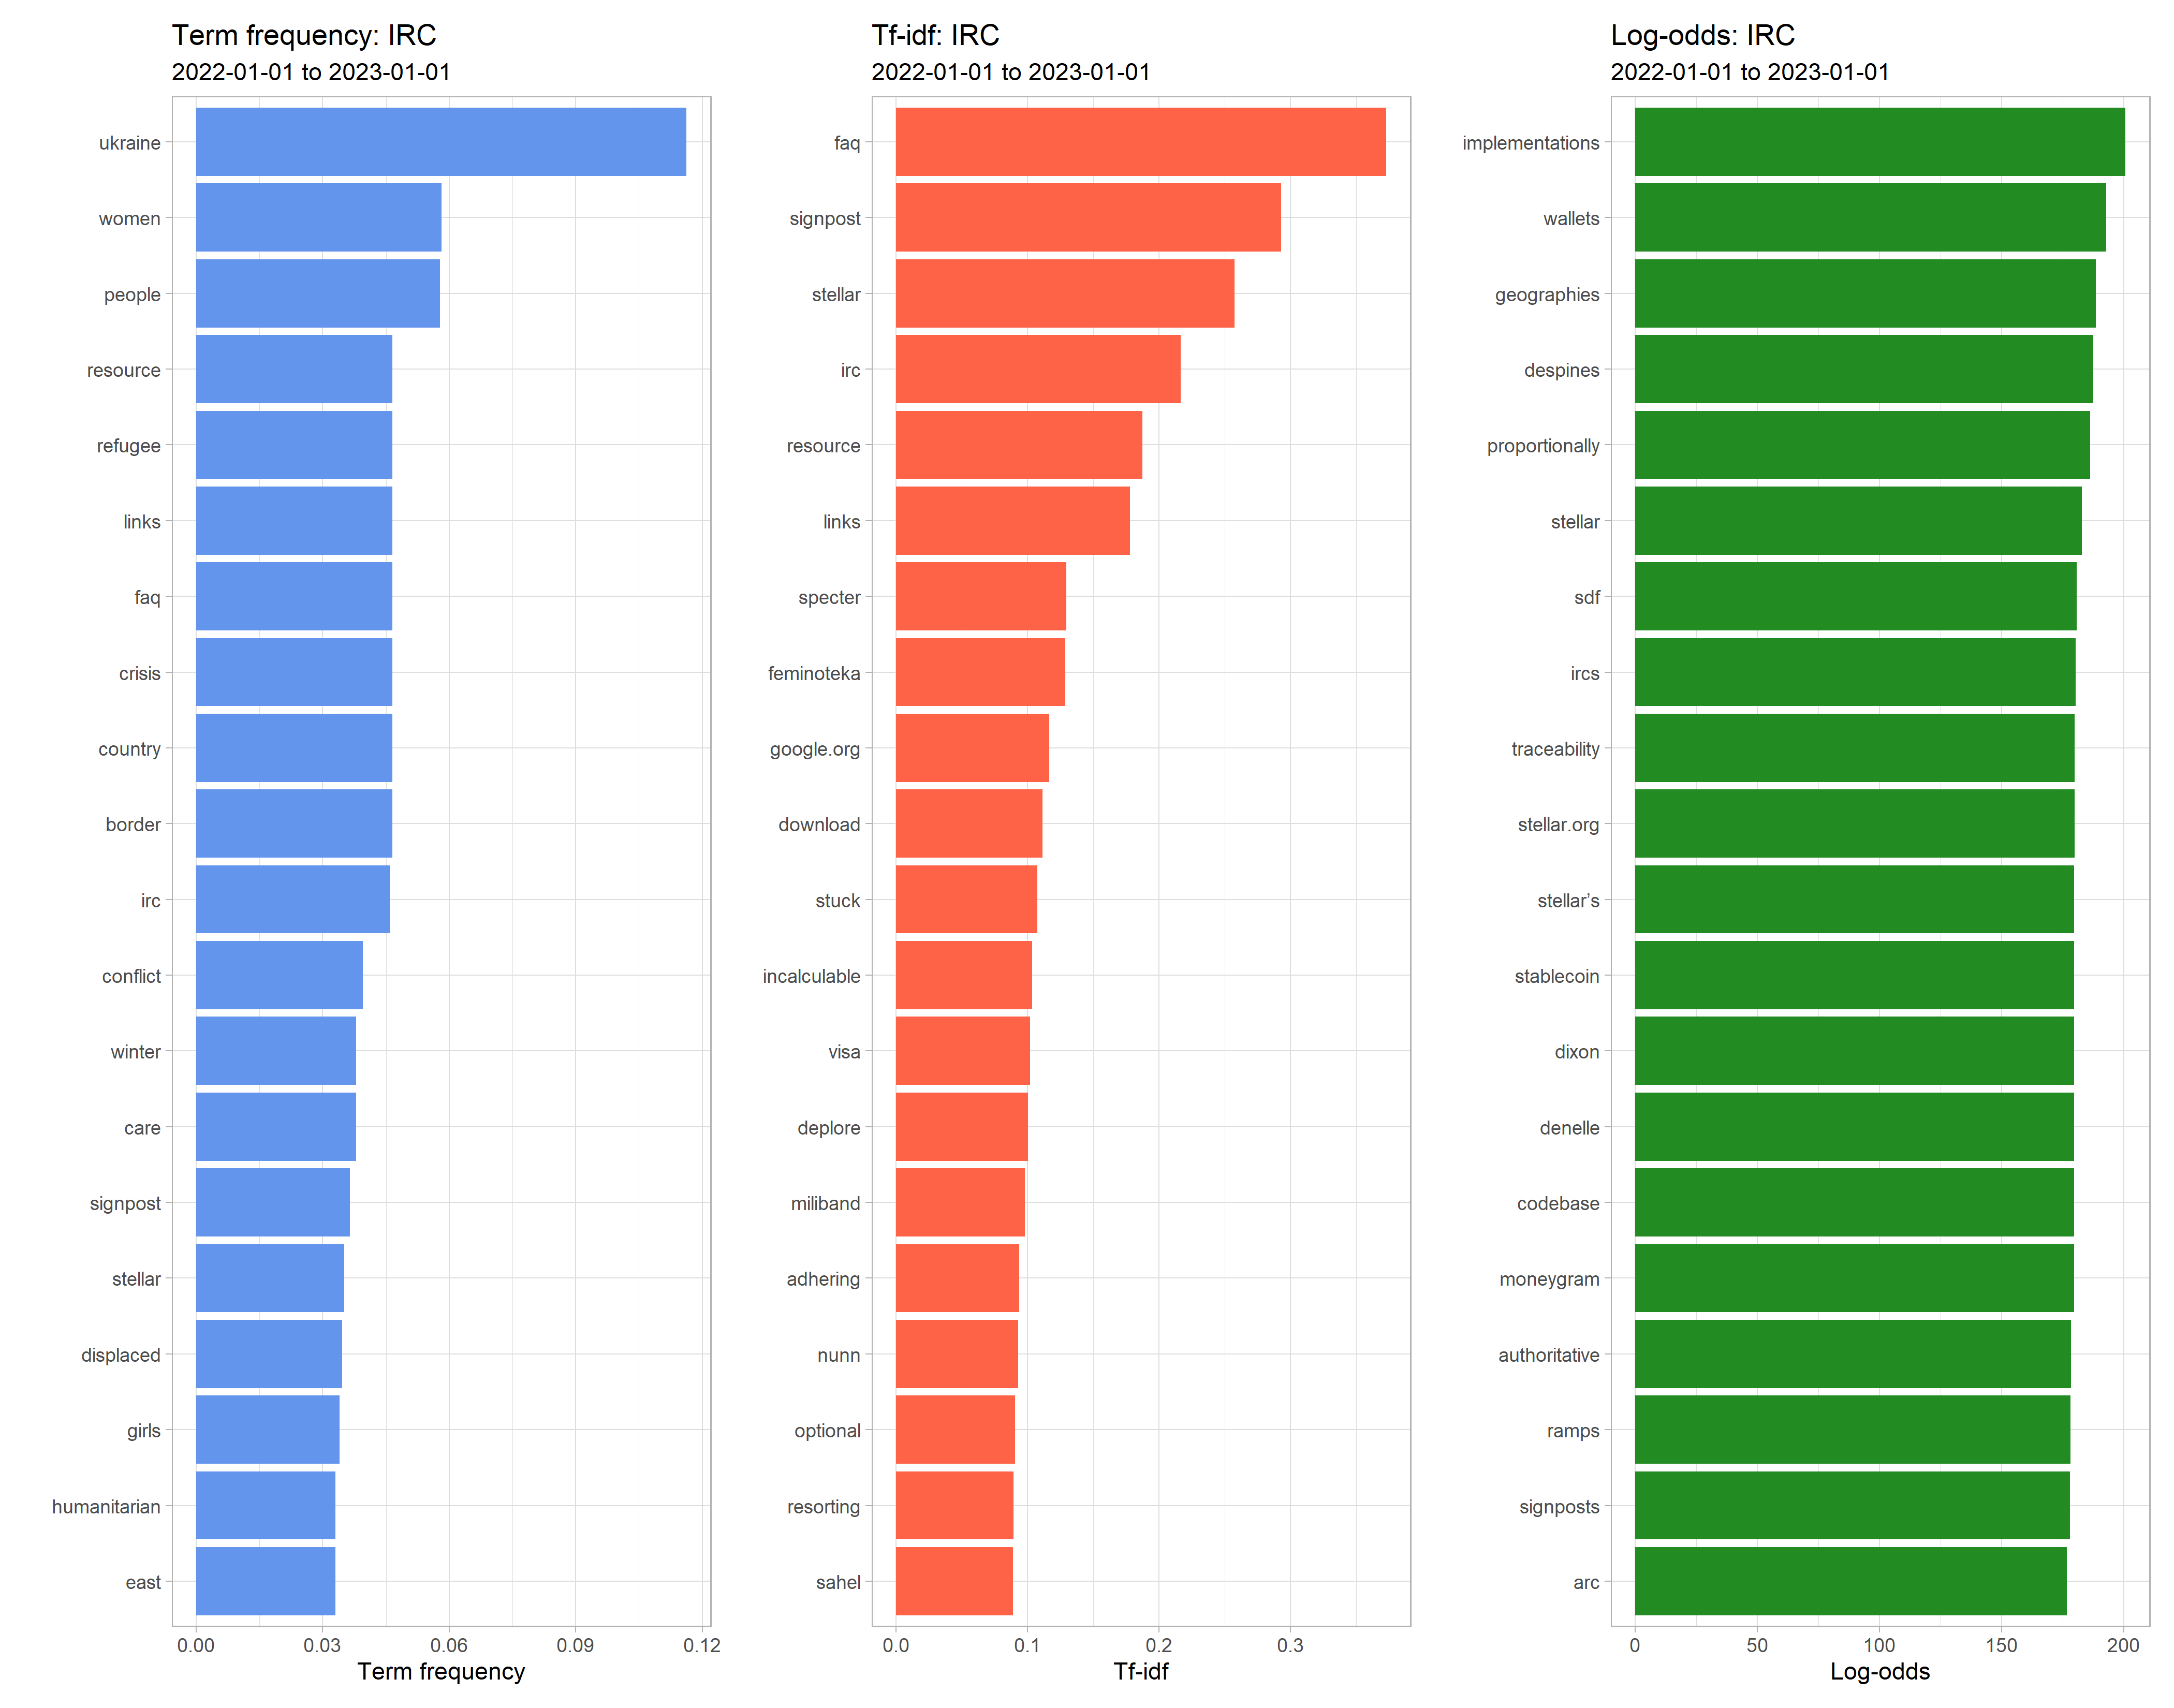 Term frequency: IRC
2022-01-01 to 2023-01-01
ukraine
women
people
resource
refugee
links
faq
crisis
country
border
irc
conflict
winter
care
signpost
stellar
displaced
girls
humanitarian
east
0.00 0.03 0.06 0.09 0.12
Term frequency
Tf-idf: IRC
2022-01-01 to 2023-01-01
faq
signpost
stellar
irc
resource
links
specter
feminoteka
google.org
download
stuck
incalculable
visa
deplore
miliband
adhering
nunn
optional
resorting
sahel
0.0 0.1 0.2 0.3
Tf-idf
Log-odds: IRC
2022-01-01 to 2023-01-01
implementations
wallets
geographies
despines
proportionally
stellar
sdf
ircs
traceability
stellar.org
stellar’s
stablecoin
dixon
denelle
codebase
moneygram
authoritative
ramps
signposts
arc
0 50 100 150 200
Log-odds